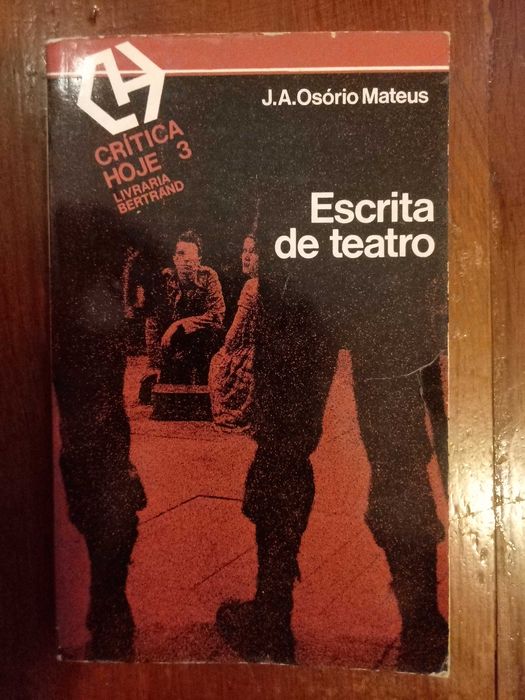 CRÍTICA
HOJE 3
LIVRARIA
BERTRAND
J.A.Osório Mateus
Escrita
de teatro